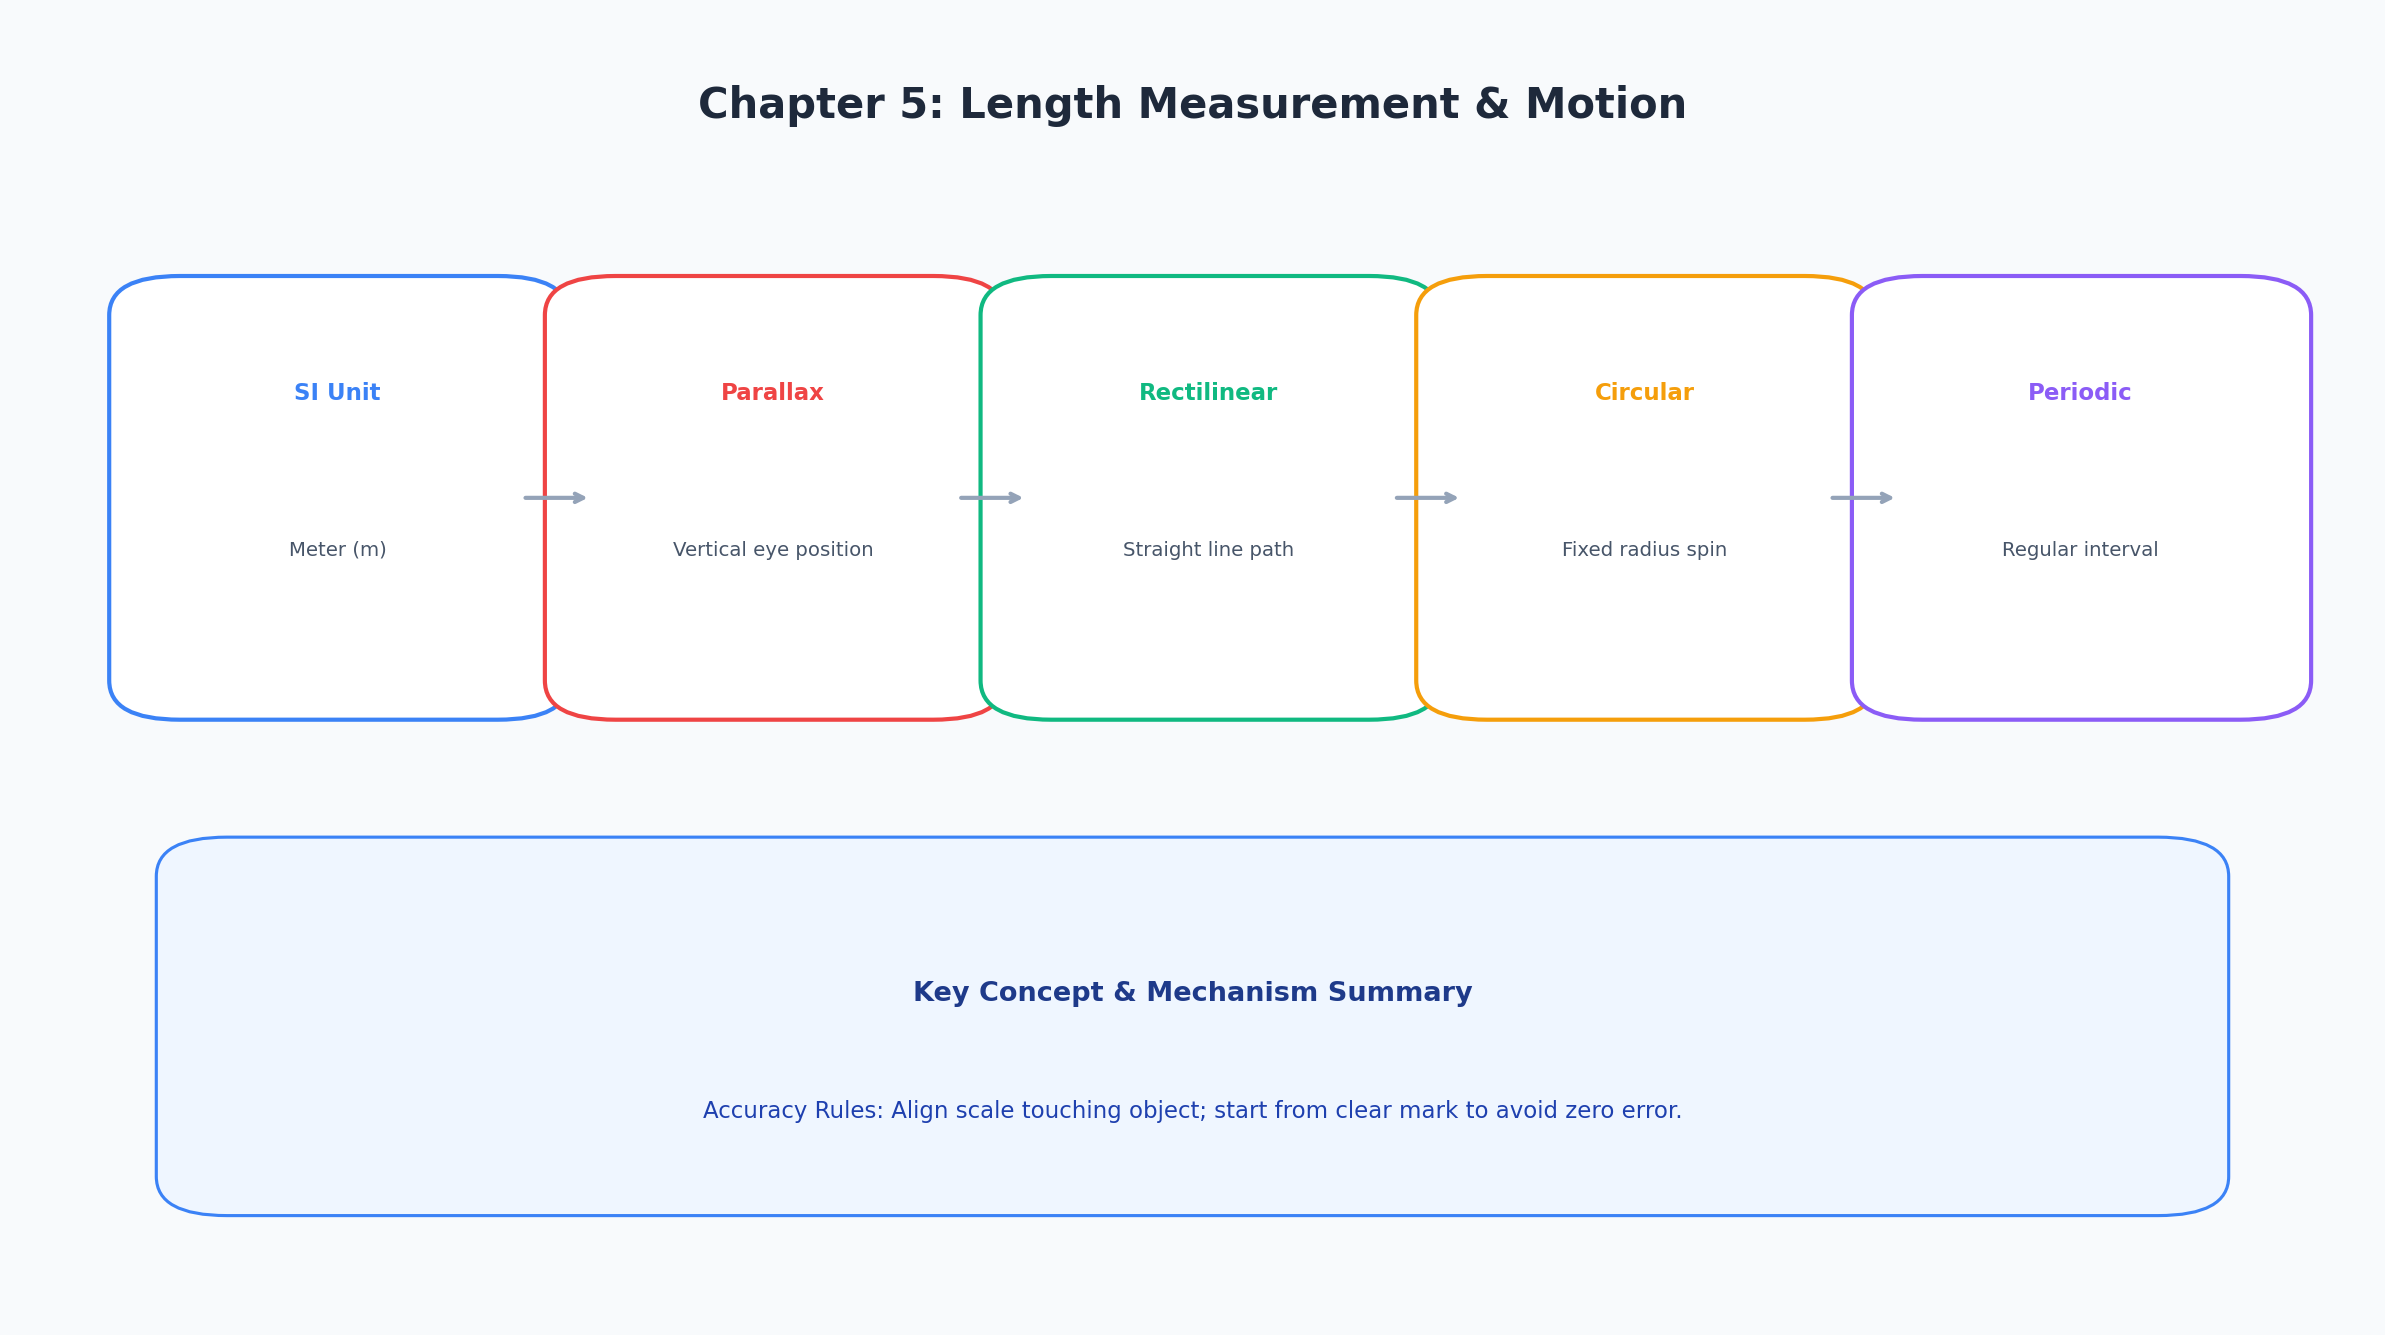 Chapter 5: Length Measurement & Motion
SI Unit
Meter (m)
Parallax
Vertical eye position
Rectilinear
Straight line path
Circular
Fixed radius spin
Periodic
Regular interval
Key Concept & Mechanism Summary
Accuracy Rules: Align scale touching object; start from clear mark to avoid zero error.